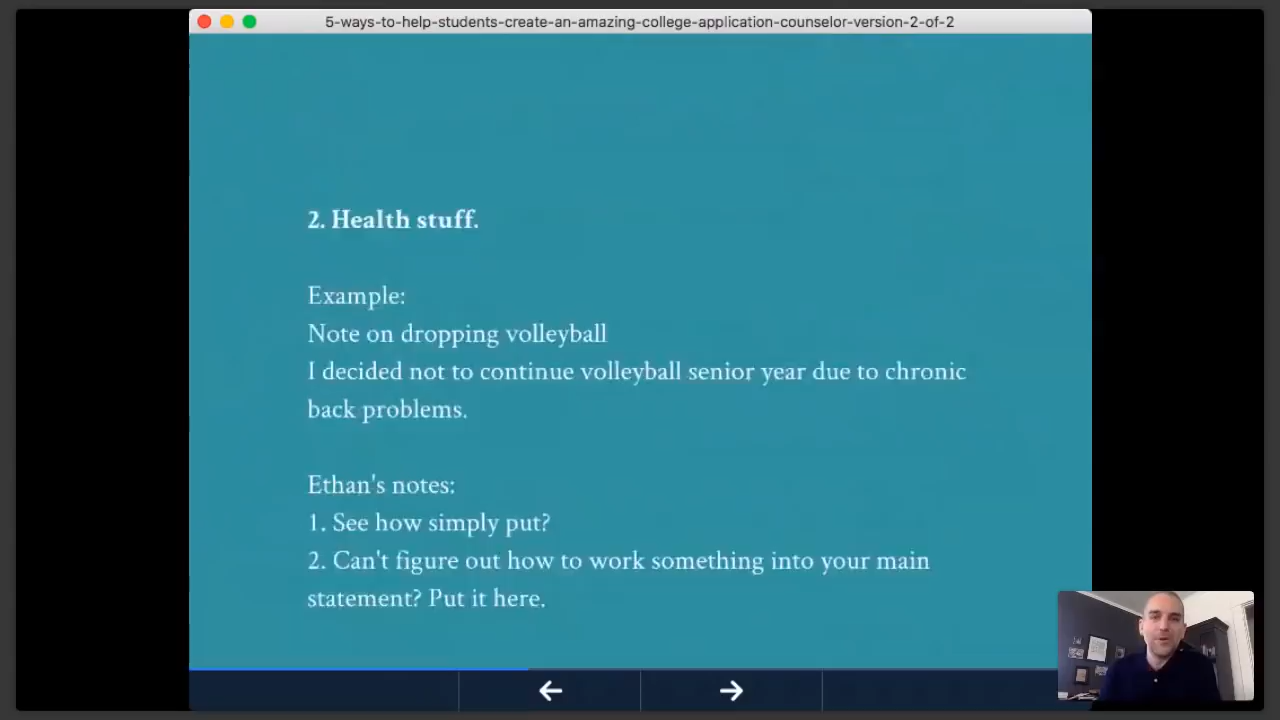 5-ways-to-help-students-create-an-amazing-college-application-counselor-version-2-of-2
2. Health stuff.
Example:
Note on dropping volleyball
I decided not to continue volleyball senior year due to chronic
back problems.
Ethan's notes:
1. See how simply put?
2. Can't figure out how to work something into your main
statement? Put it here.